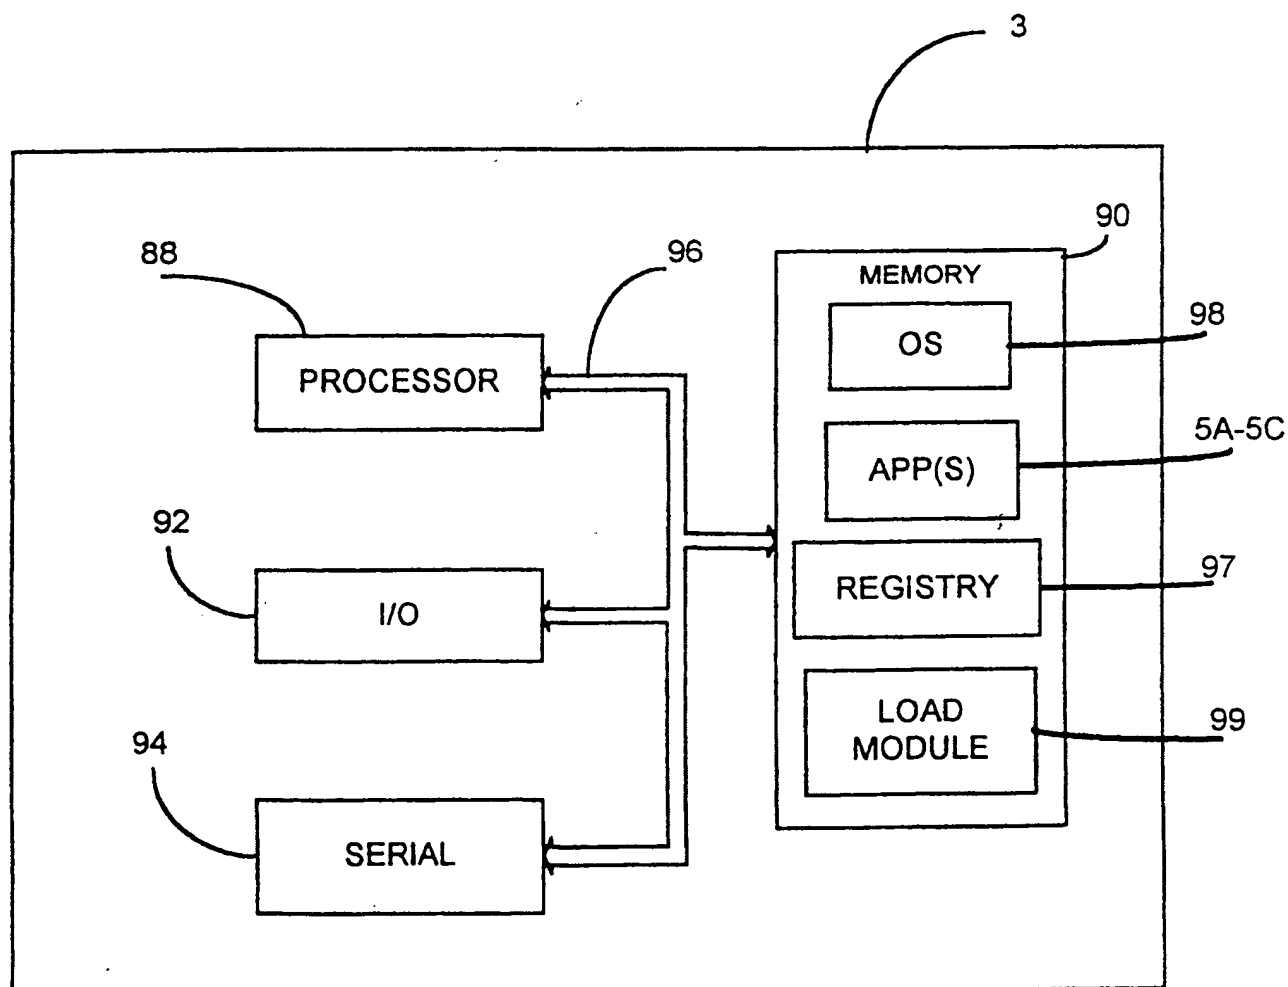 3
90
88
96
MEMORY
98
OS
PROCESSOR
5A-5C
APP(S)
92
97
REGISTRY
I/O
LOAD
MODULE
99
94
SERIAL